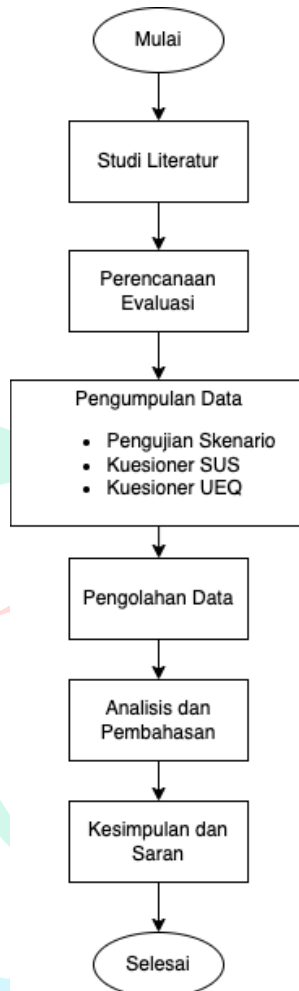 Mulai
Studi Literatur
Perencanaan
Evaluasi
Pengumpulan Data
• Pengujian Skenario
• Kuesioner SUS
• Kuesioner UEQ
Pengolahan Data
Analisis dan
Pembahasan
Kesimpulan dan
Saran
Selesai